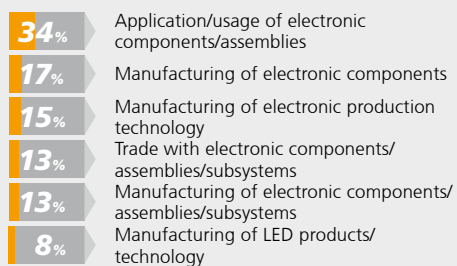 34%
Application/usage of electronic
components/assemblies
17%
Manufacturing of electronic components
15%
Manufacturing of electronic production
technology
13%
Trade with electronic components/
assemblies/subsystems
13%
Manufacturing of electronic components/
assemblies/subsystems
8%
Manufacturing of LED products/
technology